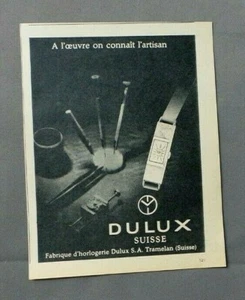 A l'œuvre on connaît l'artisan
DULUX
SUISSE
Fabrique d'horlogerie Dulux S.A. Tramelan (Suisse)